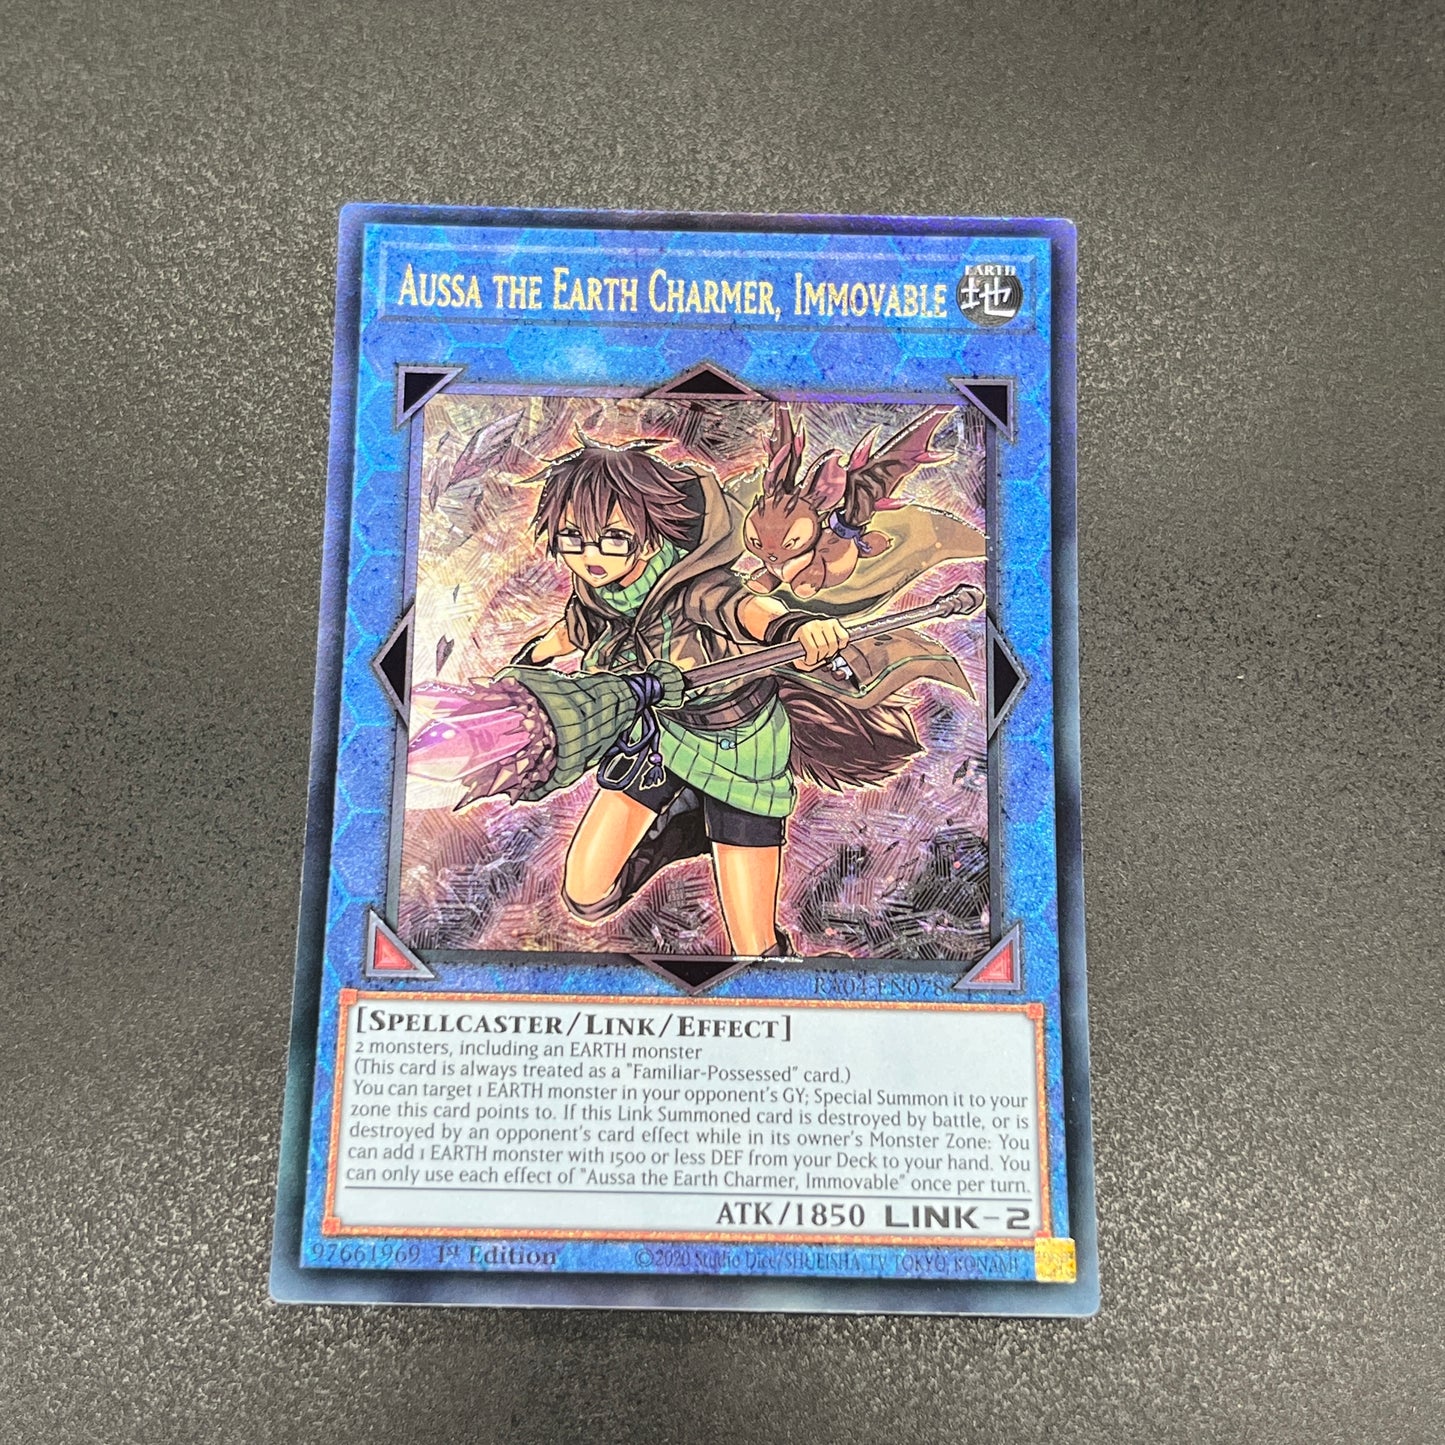 AUSSA THE EARTH CHARMER, IMMOVABLE
EARTH
地
RA04-EN078
[SPELLCASTER/LINK/EFFECT]
2 monsters, including an EARTH monster
(This card is always treated as a "Familiar-Possessed" card.)
You can target 1 EARTH monster in your opponent's GY; Special Summon it to your
zone this card points to. If this Link Summoned card is destroyed by battle, or is
destroyed by an opponent's card effect while in its owner's Monster Zone: You
can add 1 EARTH monster with 1500 or less DEF from your Deck to your hand. You
can only use each effect of "Aussa the Earth Charmer, Immovable" once per turn.
ATK/1850 LINK-2
97661969 1st Edition ©2020 Studio Dice/SHUEISHA, TV TOKYO, KONAMI